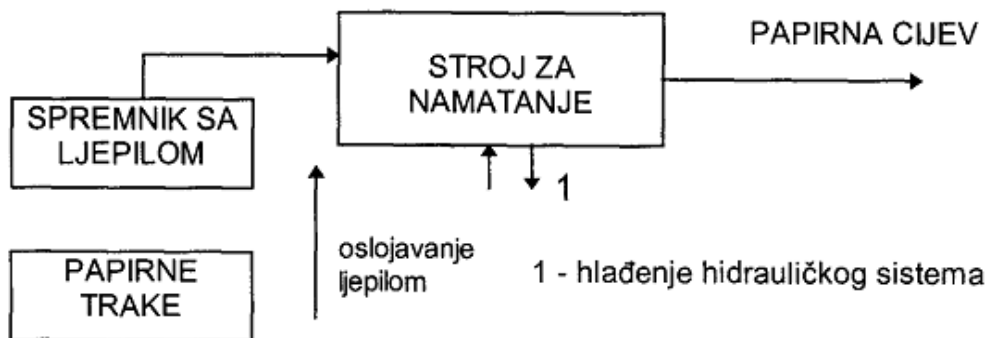 STROJ ZA
NAMATANJE
PAPIRNA CIJEV
SPREMNIK SA
LJEPILOM
1
oslojavanje
ljepilom
PAPIRNE
TRAKE
1 - hlađenje hidrauličkog sistema